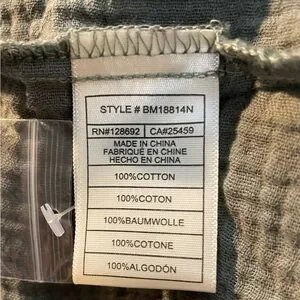 STYLE # BM18814N
RN#128692 CA#25459
MADE IN CHINA
FABRIQUÉ EN CHINE
HECHO EN CHINA
100%COTTON
100%COTON
100%BAUMWOLLE
100%COTONE
100%ALGODÓN